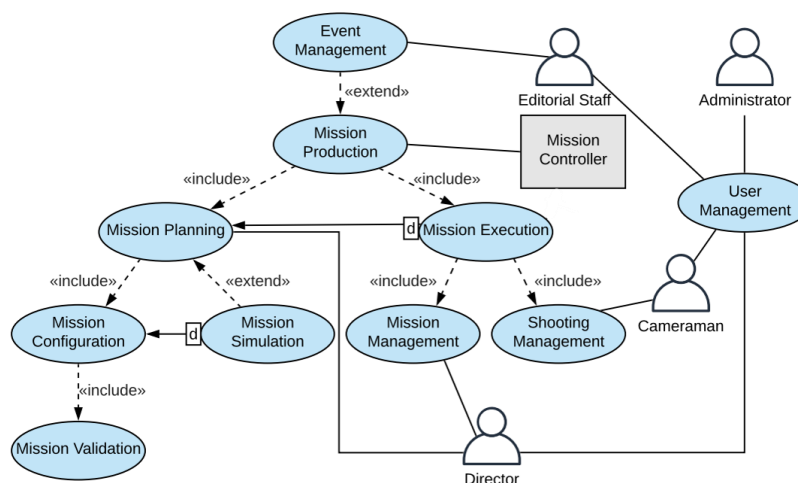 Event
Management
«extend»
Editorial Staff
Administrator
Mission
Production
Mission
Controller
«include»
«include»
User
Management
Mission Planning
d
Mission Execution
«include»
«extend»
«include»
«include»
Mission
Configuration
d
Mission
Simulation
Mission
Management
Shooting
Management
Cameraman
«include»
Mission Validation
Director